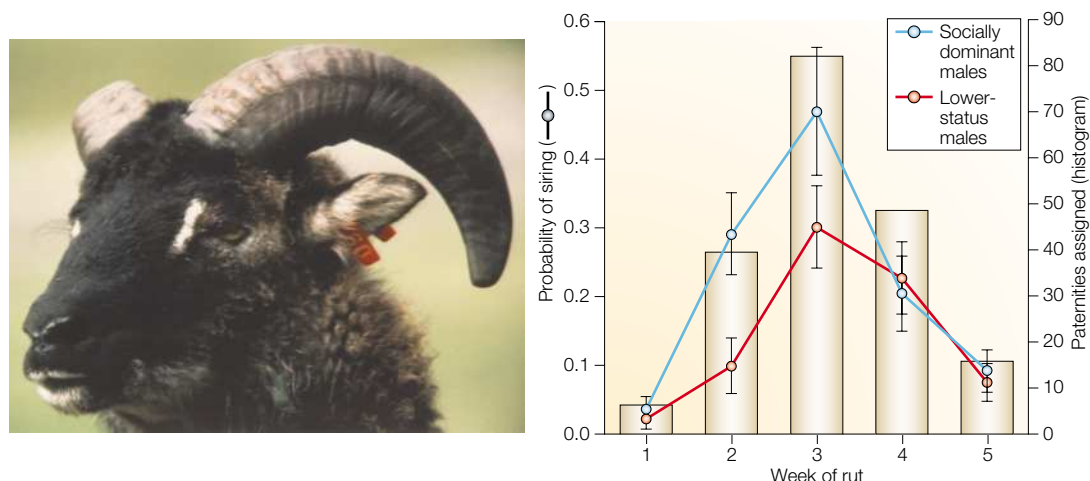 0.6
0.5
0.4
0.3
0.2
0.1
0.0
Probability of siring (—○—)
90
80
70
60
50
40
30
20
10
0
Paternities assigned (histogram)
Socially
dominant
males
Lower-
status
males
1 2 3 4 5
Week of rut